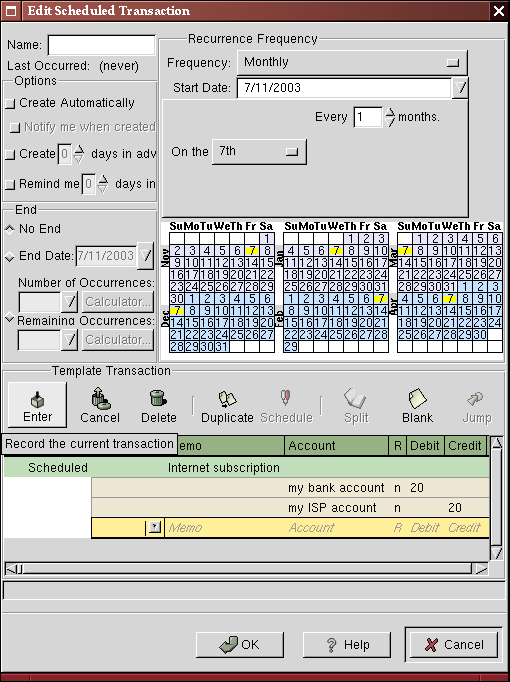 Edit Scheduled Transaction
Name:
Last Occurred: (never)
Options
Create Automatically
Notify me when created
Create 0 days in adv
Remind me 0 days in
End
No End
End Date: 7/11/2003
Number of Occurrences:
Calculator...
Remaining Occurrences:
Calculator...
Recurrence Frequency
Frequency: Monthly
Start Date: 7/11/2003
Every 1 months.
On the 7th
Su Mo Tu We Th Fr Sa
Nov
1
2 3 4 5 6 7 8
9 10 11 12 13 14 15
16 17 18 19 20 21 22
23 24 25 26 27 28 29
30 1 2 3 4 5 6
Dec
7 8 9 10 11 12 13
14 15 16 17 18 19 20
21 22 23 24 25 26 27
28 29 30 31
Su Mo Tu We Th Fr Sa
Jan
1 2 3
4 5 6 7 8 9 10
11 12 13 14 15 16 17
18 19 20 21 22 23 24
25 26 27 28 29 30 31
Feb
1 2 3 4 5 6 7
8 9 10 11 12 13 14
15 16 17 18 19 20 21
22 23 24 25 26 27 28
29
Su Mo Tu We Th Fr Sa
Mar
1 2 3 4 5 6
7 8 9 10 11 12 13
14 15 16 17 18 19 20
21 22 23 24 25 26 27
28 29 30 31 1 2 3
Apr
4 5 6 7 8 9 10
11 12 13 14 15 16 17
18 19 20 21 22 23 24
25 26 27 28 29 30
Template Transaction
Enter Cancel Delete Duplicate Schedule Split Blank Jump
Record the current transaction
Memo Account R Debit Credit
Scheduled Internet subscription
my bank account n 20
my ISP account n 20
Memo Account R Debit Credit
OK Help Cancel